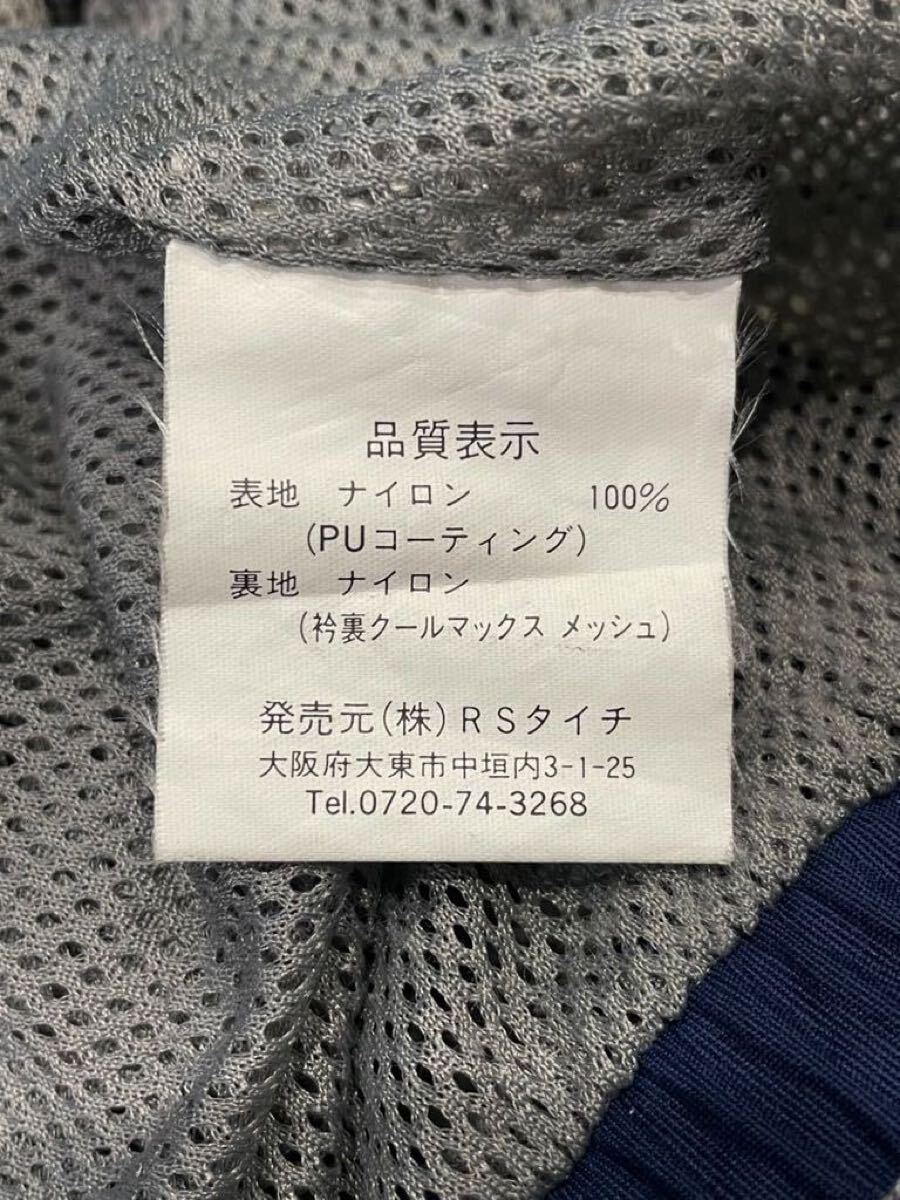 品質表示
表地 ナイロン 100%
(PUコーティング)
裏地 ナイロン
(衿裏クールマックス メッシュ)
発売元(株)RSタイチ
大阪府大東市中垣内3-1-25
Tel.0720-74-3268